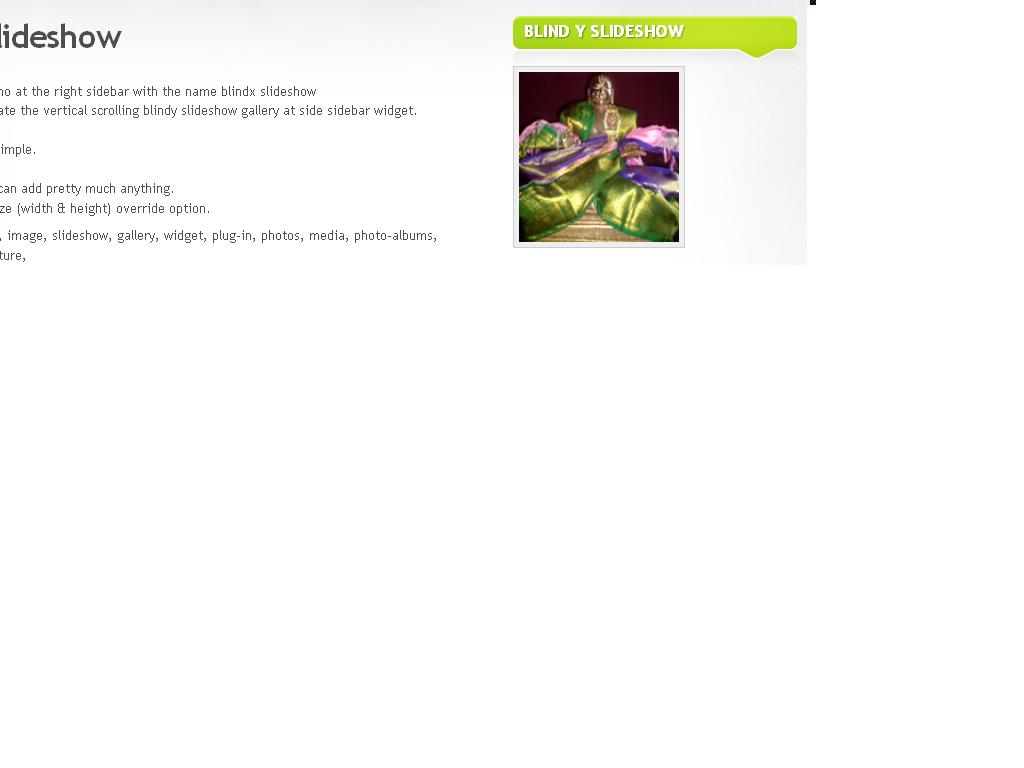 lideshow
no at the right sidebar with the name blindx slideshow
ate the vertical scrolling blindy slideshow gallery at side sidebar widget.
imple.
can add pretty much anything.
ze (width & height) override option.
, image, slideshow, gallery, widget, plug-in, photos, media, photo-albums,
ture,
BLIND Y SLIDESHOW